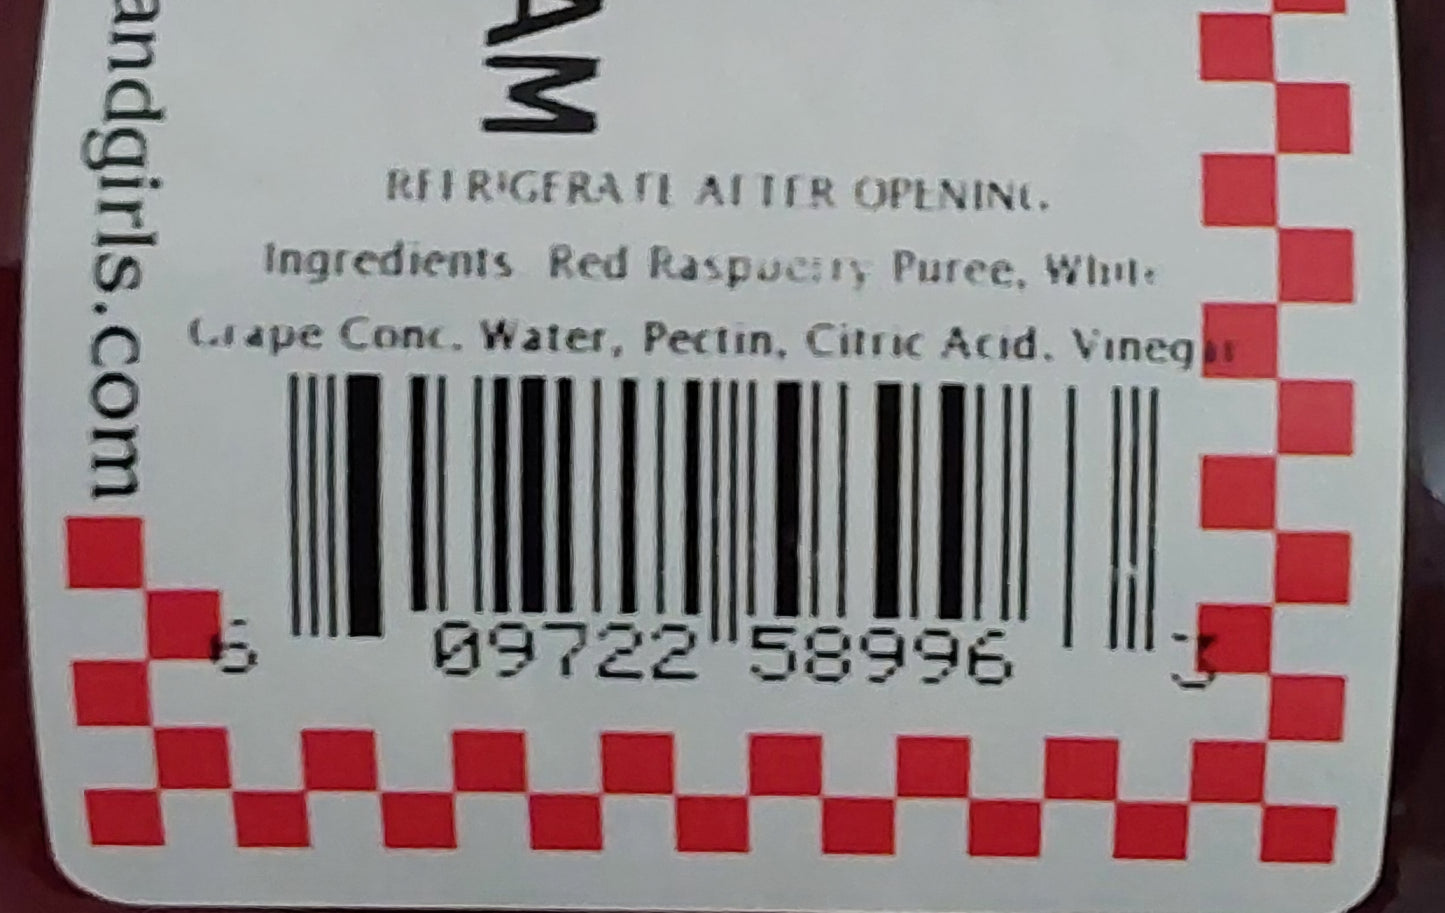 andgirls.com
AM
REFRIGERATE AFTER OPENING.
Ingredients Red Raspberry Puree, White
Grape Conc. Water, Pectin, Citric Acid. Vinegar
6 09722 58996 3